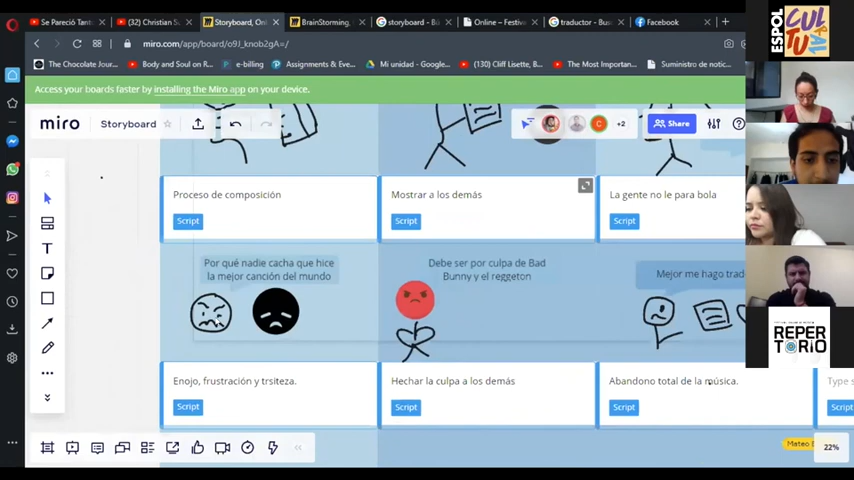 Se Pareció Tant
(32) Christian S
Storyboard, Onl
BrainStorming,
storyboard - B
Online – Festiva
traductor - Bus
Facebook
miro.com/app/board/o9J_knob2gA=/
The Chocolate Jour...
Body and Soul on R...
e-billing
Assignments & Eve...
Mi unidad - Google...
(130) Cliff Lisette, B...
The Most Important...
Suministro de notic...
Access your boards faster by installing the Miro app on your device.
miro
Storyboard
C
+2
Share
Proceso de composición
Script
Mostrar a los demás
Script
La gente no le para bola
Script
Por qué nadie cacha que hice
la mejor canción del mundo
Debe ser por culpa de Bad
Bunny y el reggeton
Mejor me hago trad
Enojo, frustración y trsiteza.
Script
Hechar la culpa a los demás
Script
Abandono total de la música.
Script
Type s
Script
Mateo
22%
ESPOL
CULTURAL
REPER
TORIO